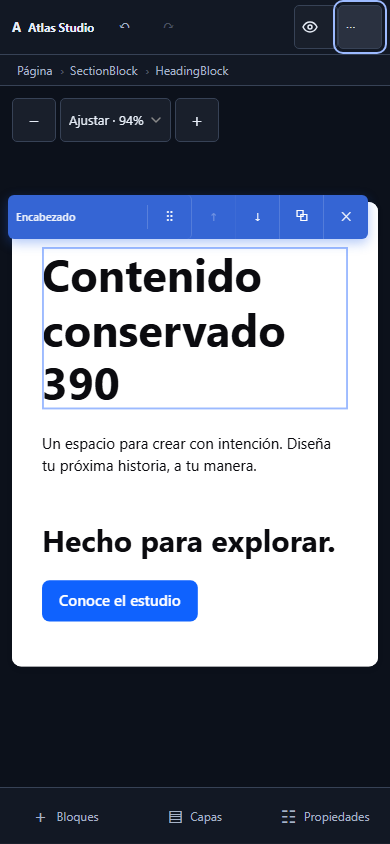 A Atlas Studio
Página › SectionBlock › HeadingBlock
− Ajustar · 94% +
Encabezado
Contenido
conservado
390
Un espacio para crear con intención. Diseña
tu próxima historia, a tu manera.
Hecho para explorar.
Conoce el estudio
+ Bloques Capas Propiedades